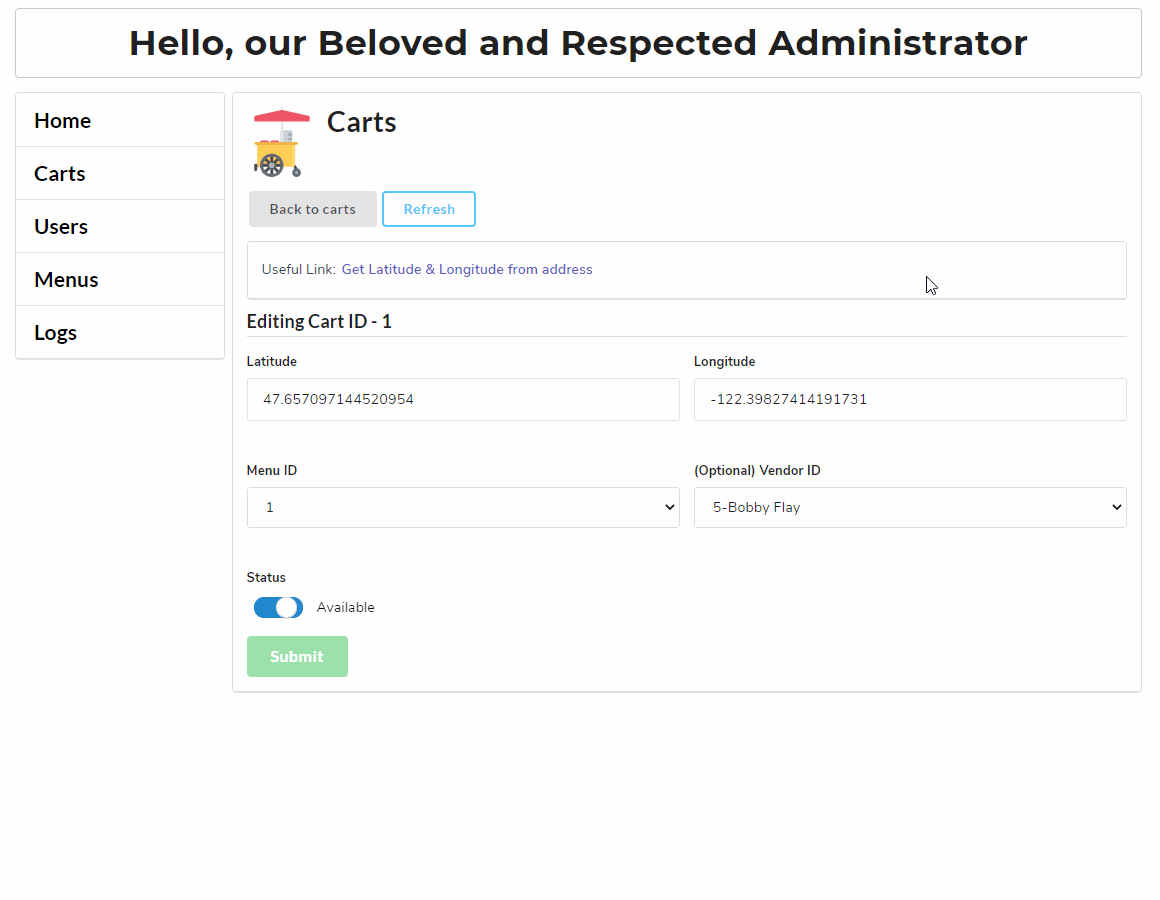 Hello, our Beloved and Respected Administrator
Home
Carts
Users
Menus
Logs
Carts
Back to carts
Refresh
Useful Link: Get Latitude & Longitude from address
Editing Cart ID - 1
Latitude
Longitude
47.657097144520954
-122.39827414191731
Menu ID
(Optional) Vendor ID
1
5-Bobby Flay
Status
Available
Submit